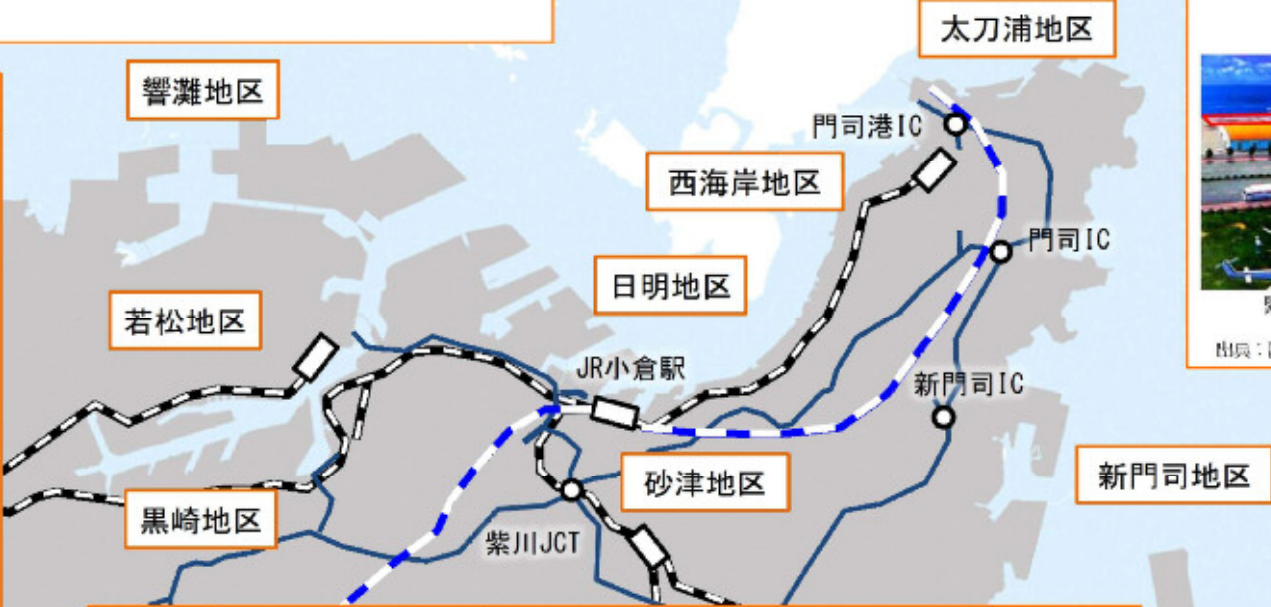 太刀浦地区
響灘地区
門司港IC
西海岸地区
門司IC
日明地区
若松地区
JR小倉駅
新門司IC
砂津地区
新門司地区
黒崎地区
紫川JCT
出典：